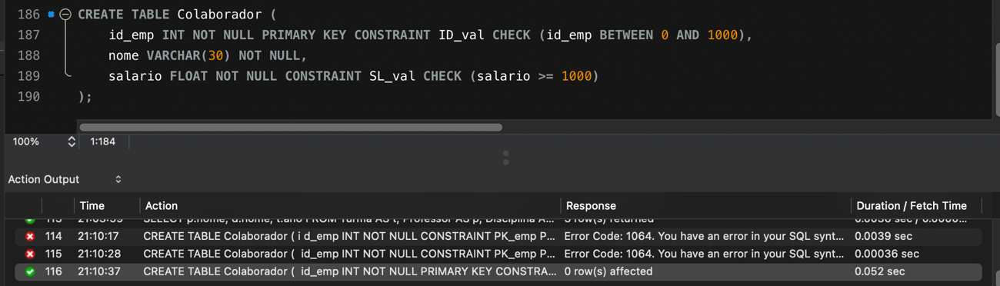 186 CREATE TABLE Colaborador (
187 id_emp INT NOT NULL PRIMARY KEY CONSTRAINT ID_val CHECK (id_emp BETWEEN 0 AND 1000),
188 nome VARCHAR(30) NOT NULL,
189 salario FLOAT NOT NULL CONSTRAINT SL_val CHECK (salario >= 1000)
190 );
100% 1:184
Action Output
Time Action Response Duration / Fetch Time
113 21:05:59 SELECT p.nome, d.nome, t.ano FROM Turma AS t, Professor AS p, Disciplina A... row(s) returned
114 21:10:17 CREATE TABLE Colaborador ( i d_emp INT NOT NULL CONSTRAINT PK_emp P... Error Code: 1064. You have an error in your SQL synt... 0.0039 sec
115 21:10:28 CREATE TABLE Colaborador ( id_emp INT NOT NULL CONSTRAINT PK_emp P... Error Code: 1064. You have an error in your SQL synt... 0.00036 sec
116 21:10:37 CREATE TABLE Colaborador ( id_emp INT NOT NULL PRIMARY KEY CONSTRA... 0 row(s) affected 0.052 sec